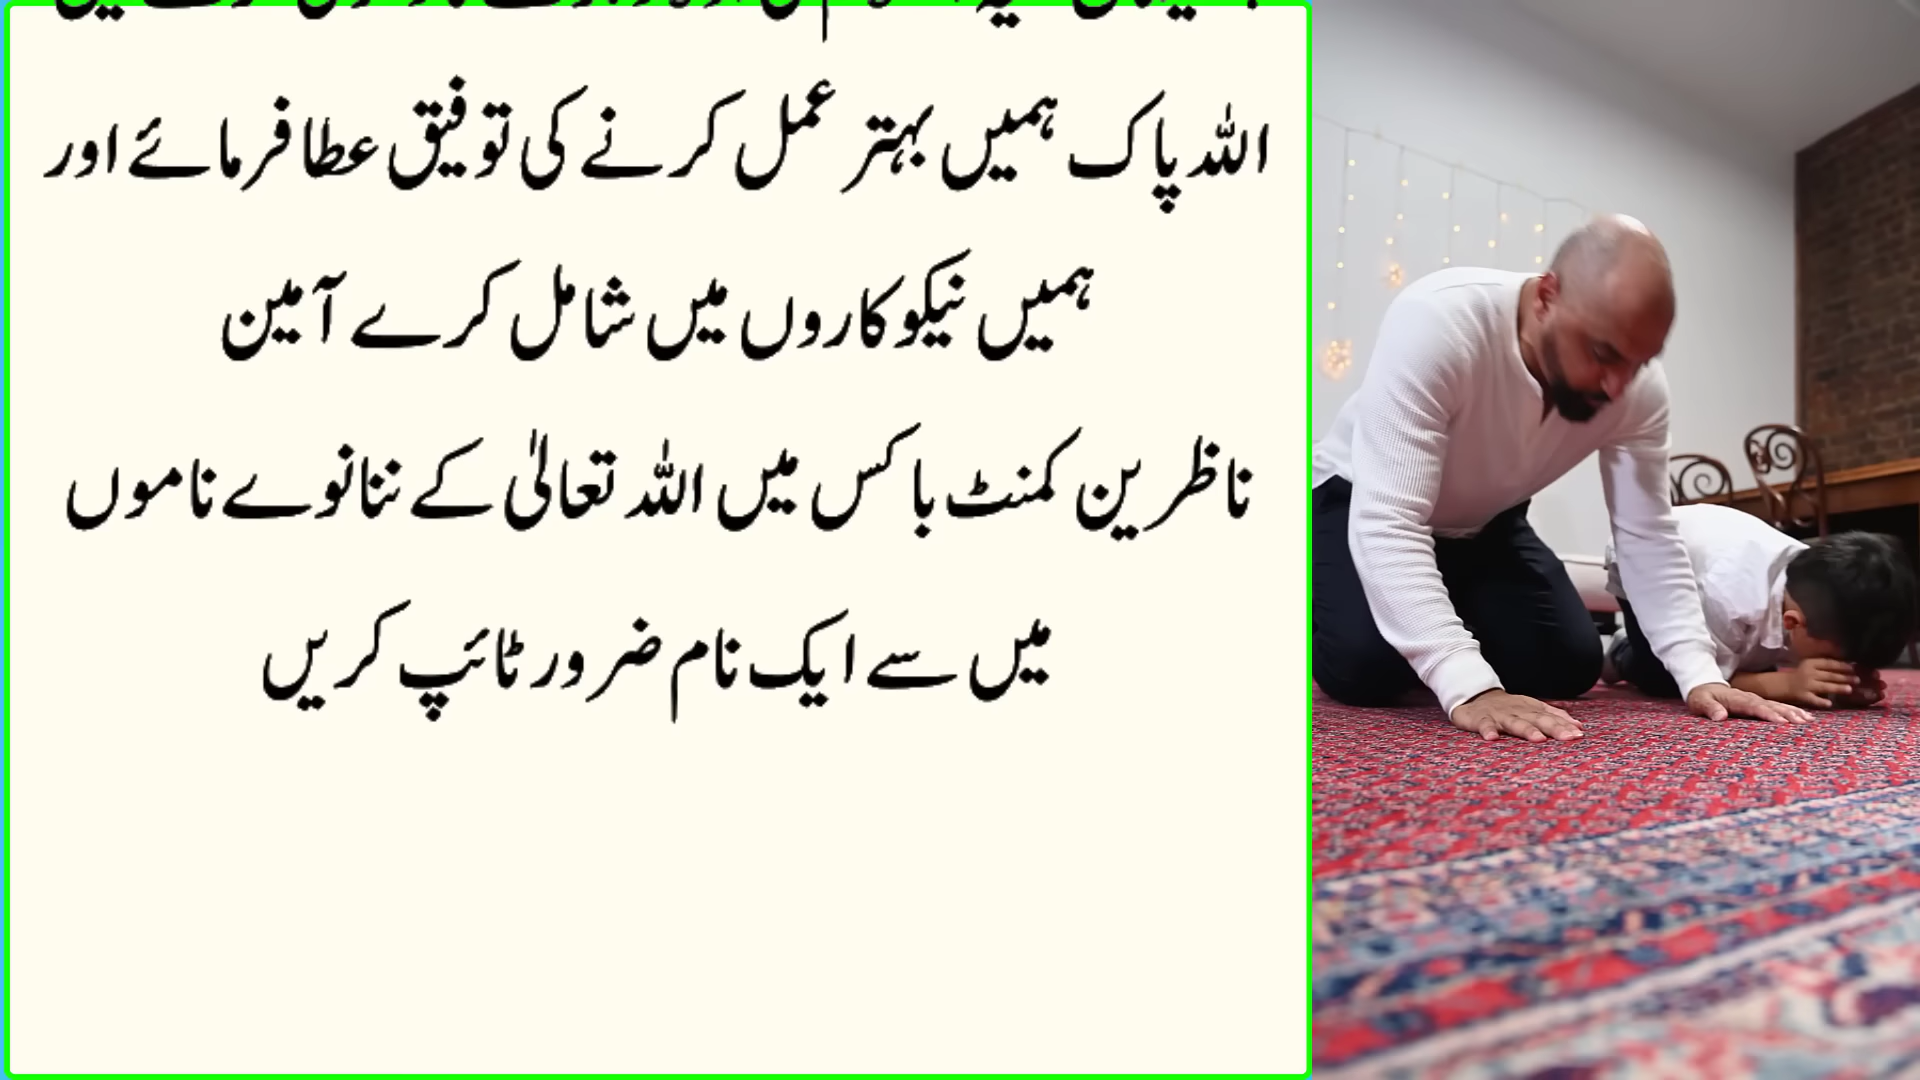 اللہ پاک ہمیں بہتر عمل کرنے کی توفیق عطا فرمائے اور
ہمیں نیکوکاروں میں شامل کرے آمین
ناظرین کمنٹ باکس میں اللہ تعالیٰ کے ننانوے ناموں
میں سے ایک نام ضرور ٹائپ کریں